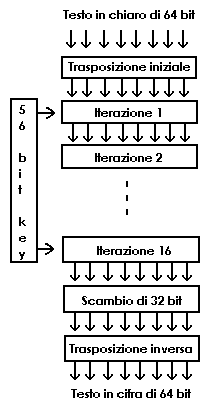 Testo in chiaro di 64 bit
Trasposizione iniziale
56 bit key
Iterazione 1
Iterazione 2
Iterazione 16
Scambio di 32 bit
Trasposizione inversa
Testo in cifra di 64 bit